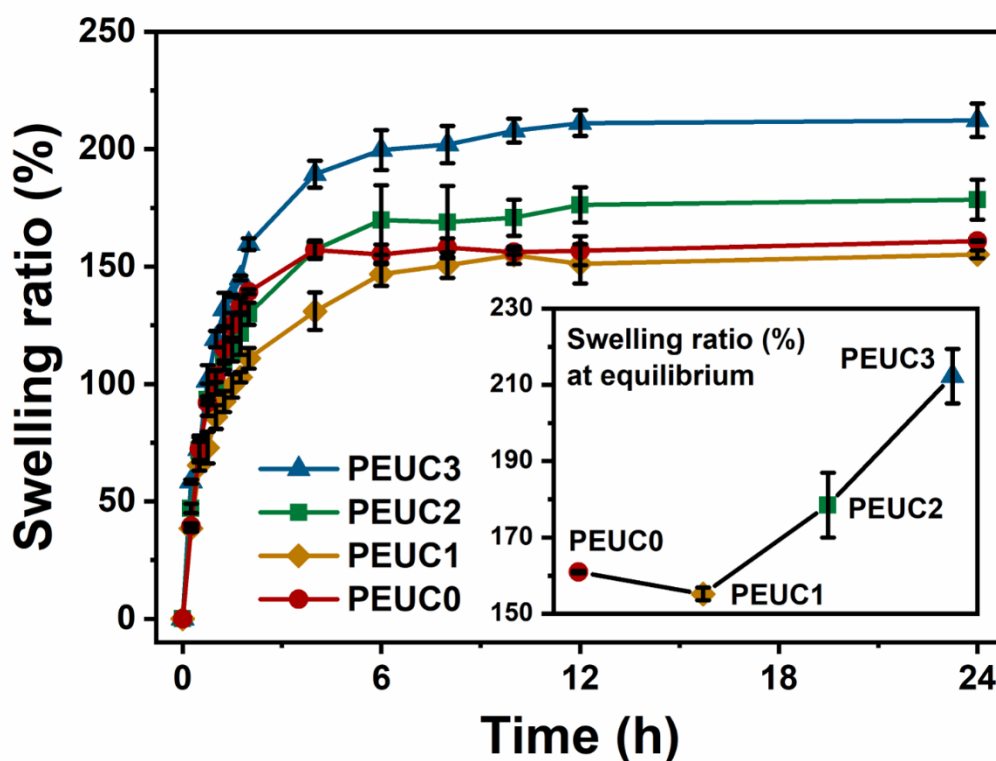 250
200
150
100
50
0
Swelling ratio (%)
PEUC3
PEUC2
PEUC1
PEUC0
0
6
12
18
24
Time (h)
230
210
190
170
150
Swelling ratio (%)
at equilibrium
PEUC3
PEUC2
PEUC0
PEUC1